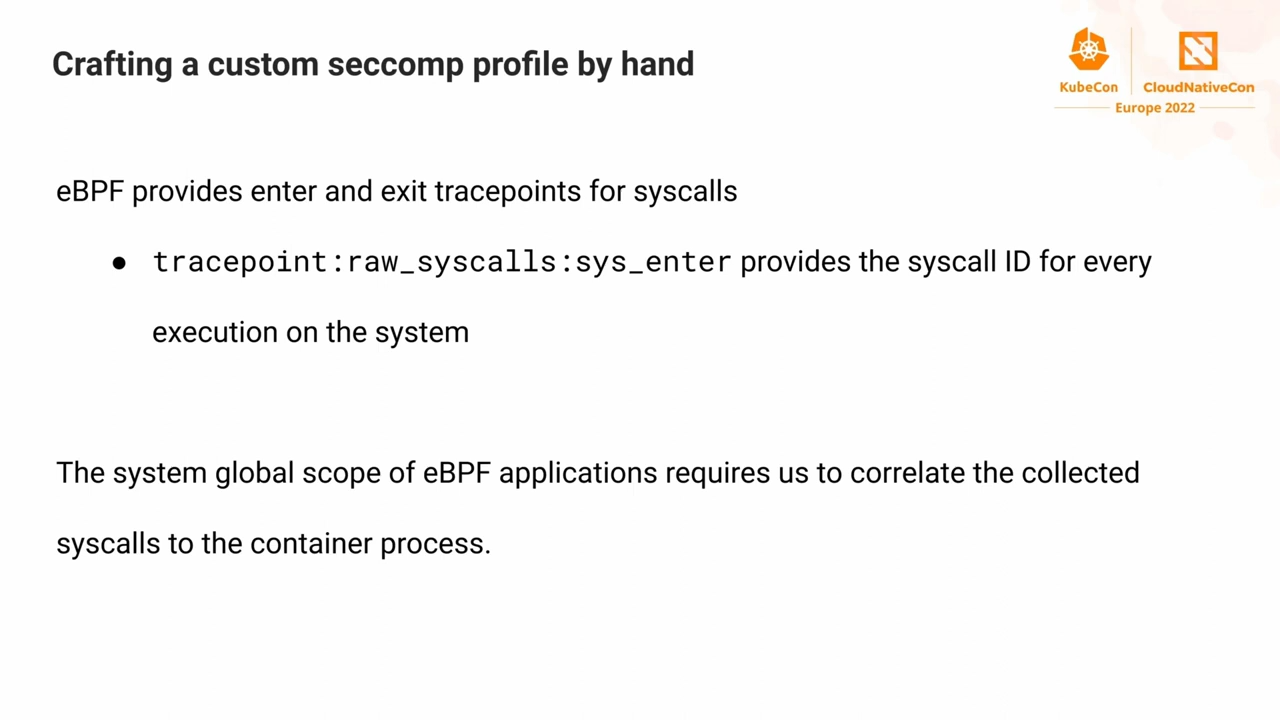 Crafting a custom seccomp profile by hand
KubeCon
CloudNativeCon
Europe 2022
eBPF provides enter and exit tracepoints for syscalls
● tracepoint:raw_syscalls:sys_enter provides the syscall ID for every
execution on the system
The system global scope of eBPF applications requires us to correlate the collected
syscalls to the container process.